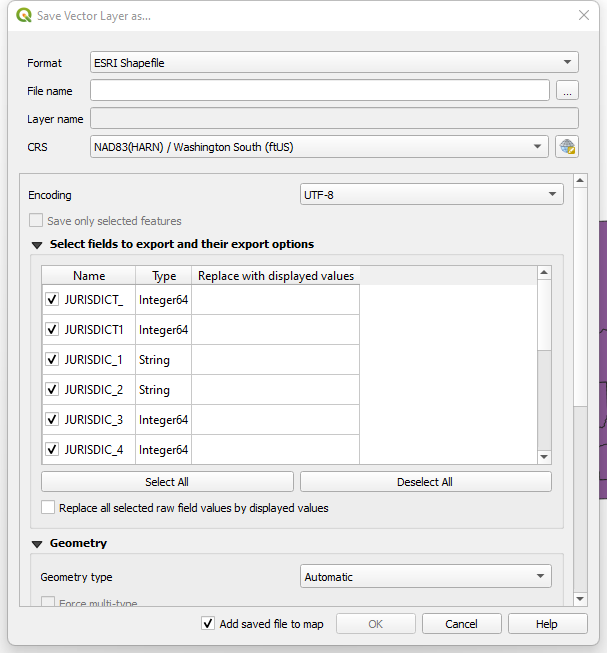 Save Vector Layer as...
Format ESRI Shapefile
File name ...
Layer name
CRS NAD83(HARN) / Washington South (ftUS)
Encoding UTF-8
Save only selected features
Select fields to export and their export options
Name Type Replace with displayed values
JURISDICT_ Integer64
JURISDICT1 Integer64
JURISDIC_1 String
JURISDIC_2 String
JURISDIC_3 Integer64
JURISDIC_4 Integer64
Select All Deselect All
Replace all selected raw field values by displayed values
Geometry
Geometry type Automatic
Force multi-type
Add saved file to map OK Cancel Help